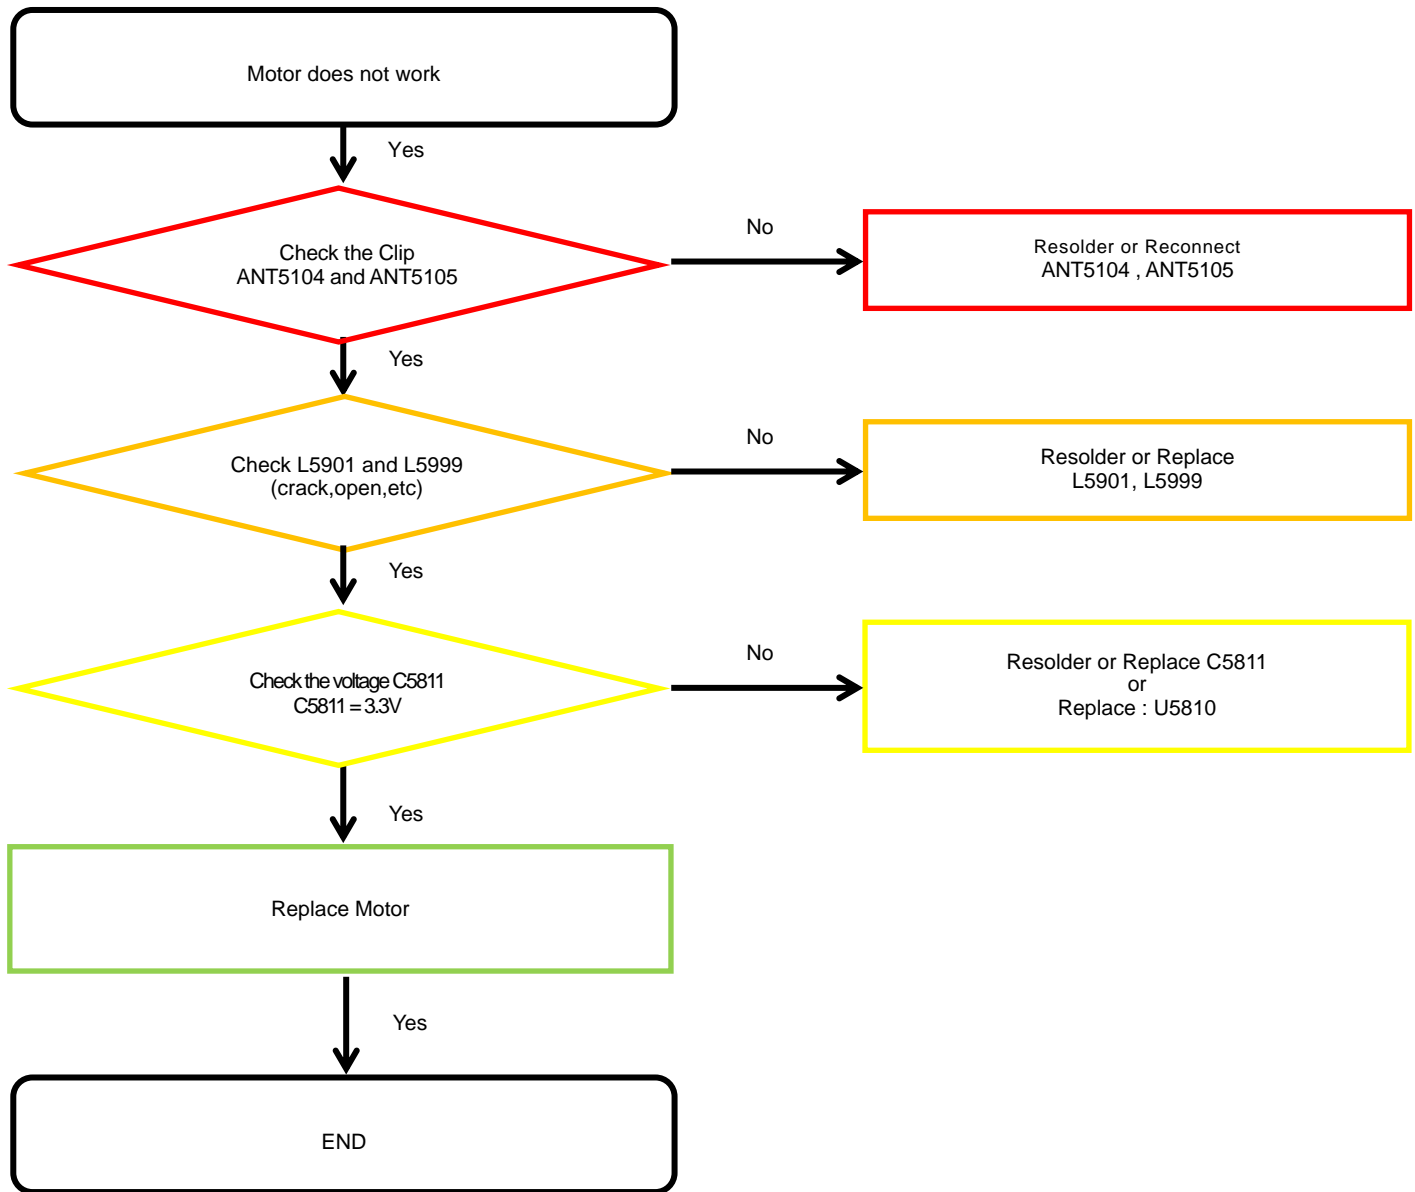 Motor does not work
Yes
Check the Clip
ANT5104 and ANT5105
No
Resolder or Reconnect
ANT5104 , ANT5105
Yes
Check L5901 and L5999
(crack,open,etc)
No
Resolder or Replace
L5901, L5999
Yes
Check the voltage C5811
C5811 = 3.3V
No
Resolder or Replace C5811
or
Replace : U5810
Yes
Replace Motor
Yes
END